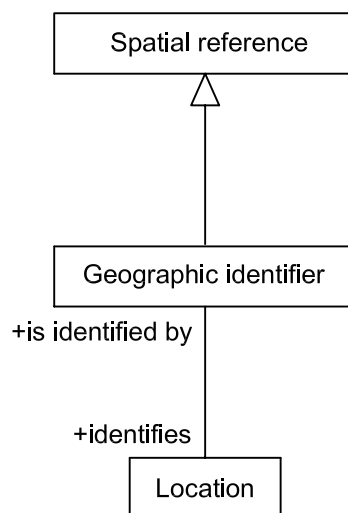 Spatial reference
Geographic identifier
+is identified by
+identifies
Location